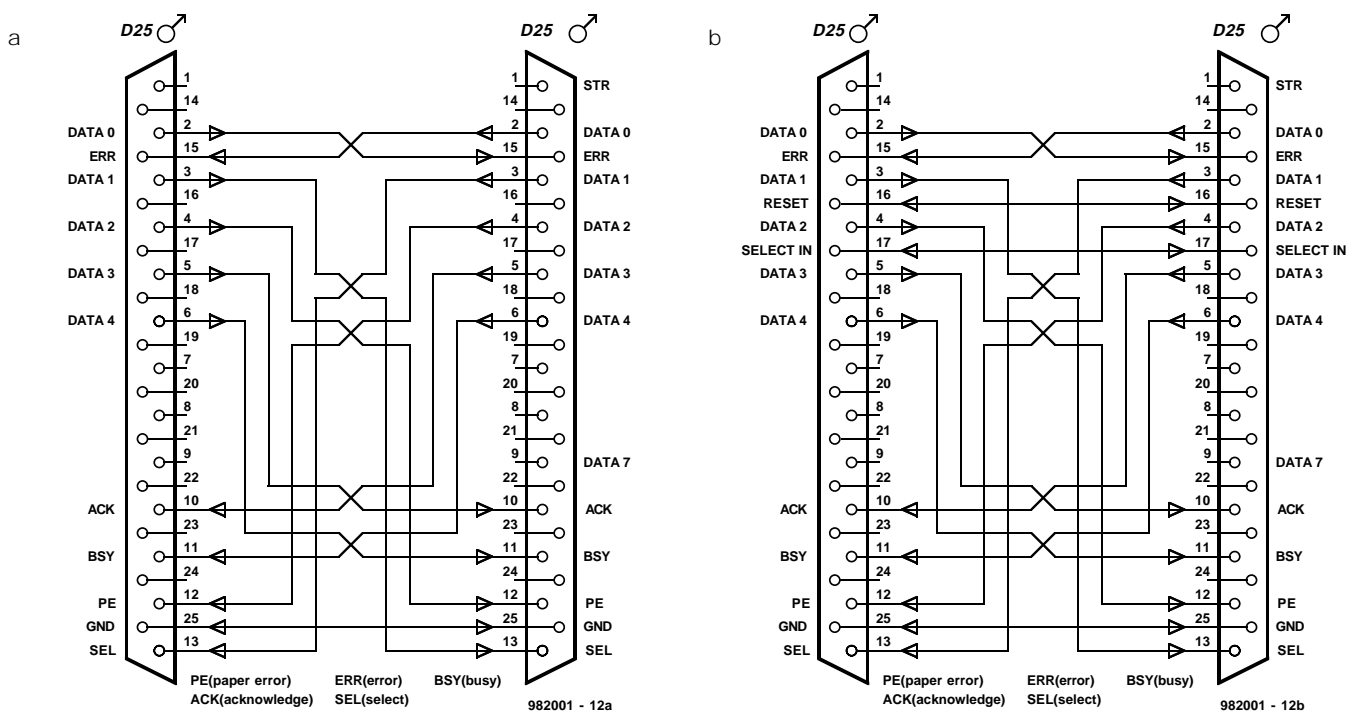 a
D25
D25
b
D25
D25
1 1 STR 1 1 STR
14 14 14 14
DATA 0 2 2 DATA 0 DATA 0 2 2 DATA 0
ERR 15 15 ERR ERR 15 15 ERR
DATA 1 3 3 DATA 1 DATA 1 3 3 DATA 1
16 16 RESET 16 16 RESET
DATA 2 4 4 DATA 2 DATA 2 4 4 DATA 2
17 17 SELECT IN 17 17 SELECT IN
DATA 3 5 5 DATA 3 DATA 3 5 5 DATA 3
18 18 18 18
DATA 4 6 6 DATA 4 DATA 4 6 6 DATA 4
19 19 19 19
7 7 7 7
20 20 20 20
8 8 8 8
21 21 21 21
9 9 DATA 7 9 9 DATA 7
22 22 22 22
ACK 10 10 ACK ACK 10 10 ACK
23 23 23 23
BSY 11 11 BSY BSY 11 11 BSY
24 24 24 24
PE 12 12 PE PE 12 12 PE
GND 25 25 GND GND 25 25 GND
SEL 13 13 SEL SEL 13 13 SEL
PE(paper error) ERR(error) BSY(busy) PE(paper error) ERR(error) BSY(busy)
ACK(acknowledge) SEL(select) ACK(acknowledge) SEL(select)
982001 - 12a 982001 - 12b